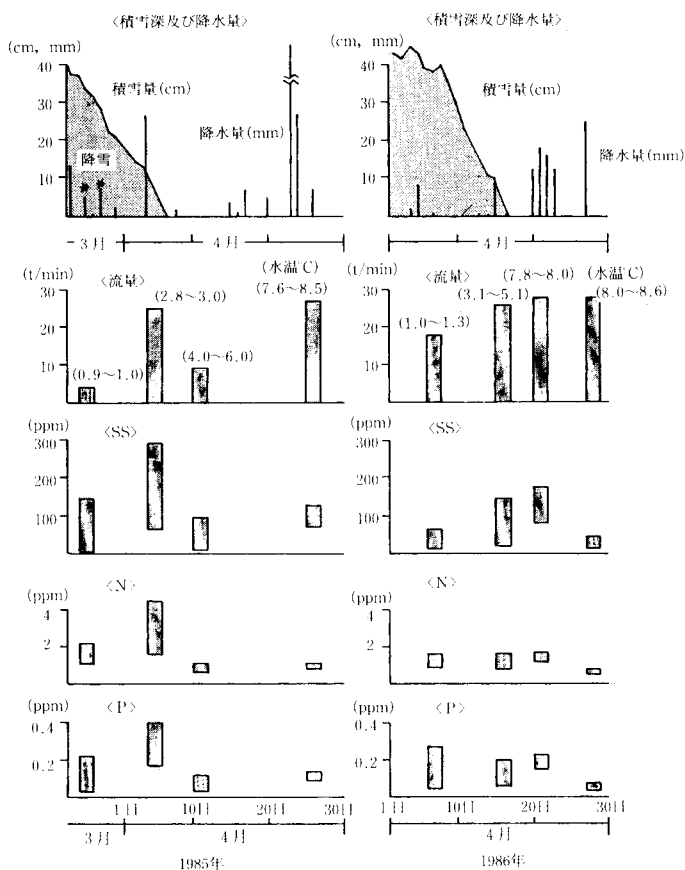 〈積雪深及び降水量〉
(cm, mm)
40
30
20
10
積雪量(cm)
降水量(mm)
降雪
3月
4月
(t/min)
〈流量〉
(水温℃)
30
20
10
(0.9～1.0)
(2.8～3.0)
(4.0～6.0)
(7.6～8.5)
(ppm)
〈SS〉
300
200
100
(ppm)
〈N〉
4
2
(ppm)
〈P〉
0.4
0.2
1日
10日
20日
30日
3月
4月
1985年
〈積雪深及び降水量〉
(cm, mm)
40
30
20
10
積雪量(cm)
降水量(mm)
4月
(t/min)
〈流量〉
(水温℃)
30
20
10
(1.0～1.3)
(3.1～5.1)
(7.8～8.0)
(8.0～8.6)
(ppm)
〈SS〉
300
200
100
(ppm)
〈N〉
4
2
(ppm)
〈P〉
0.4
0.2
1日
10日
20日
30日
4月
1986年